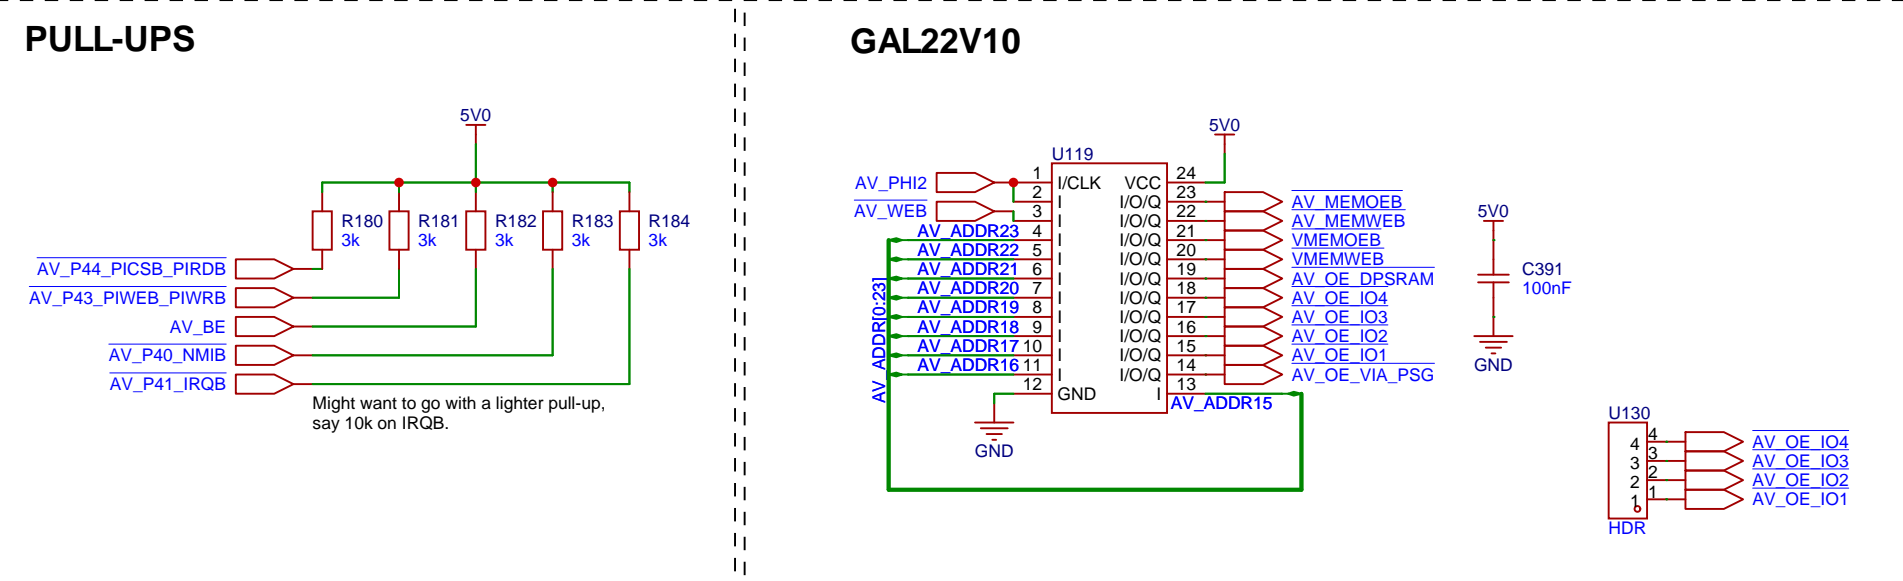 PULL-UPS
5V0
R180
3k
R181
3k
R182
3k
R183
3k
R184
3k
AV_P44_PICSB_PIRDB
AV_P43_PIWEB_PIWRB
AV_BE
AV_P40_NMIB
AV_P41_IRQB
Might want to go with a lighter pull-up,
say 10k on IRQB.
GAL22V10
5V0
U119
AV_PHI2
AV_WEB
AV_ADDR23
AV_ADDR22
AV_ADDR21
AV_ADDR20
AV_ADDR19
AV_ADDR18
AV_ADDR17
AV_ADDR16
AV_ADDR[0:23]
1
2
3
4
5
6
7
8
9
10
11
12
I/CLK
I
I
I
I
I
I
I
I
I
I
GND
VCC
I/O/Q
I/O/Q
I/O/Q
I/O/Q
I/O/Q
I/O/Q
I/O/Q
I/O/Q
I/O/Q
I/O/Q
I
24
23
22
21
20
19
18
17
16
15
14
13
AV_MEMOEB
AV_MEMWEB
VMEMOEB
VMEMWEB
AV_OE_DPSRAM
AV_OE_IO4
AV_OE_IO3
AV_OE_IO2
AV_OE_IO1
AV_OE_VIA_PSG
AV_ADDR15
GND
5V0
C391
100nF
GND
U130
4
3
2
1
4
3
2
1
AV_OE_IO4
AV_OE_IO3
AV_OE_IO2
AV_OE_IO1
HDR